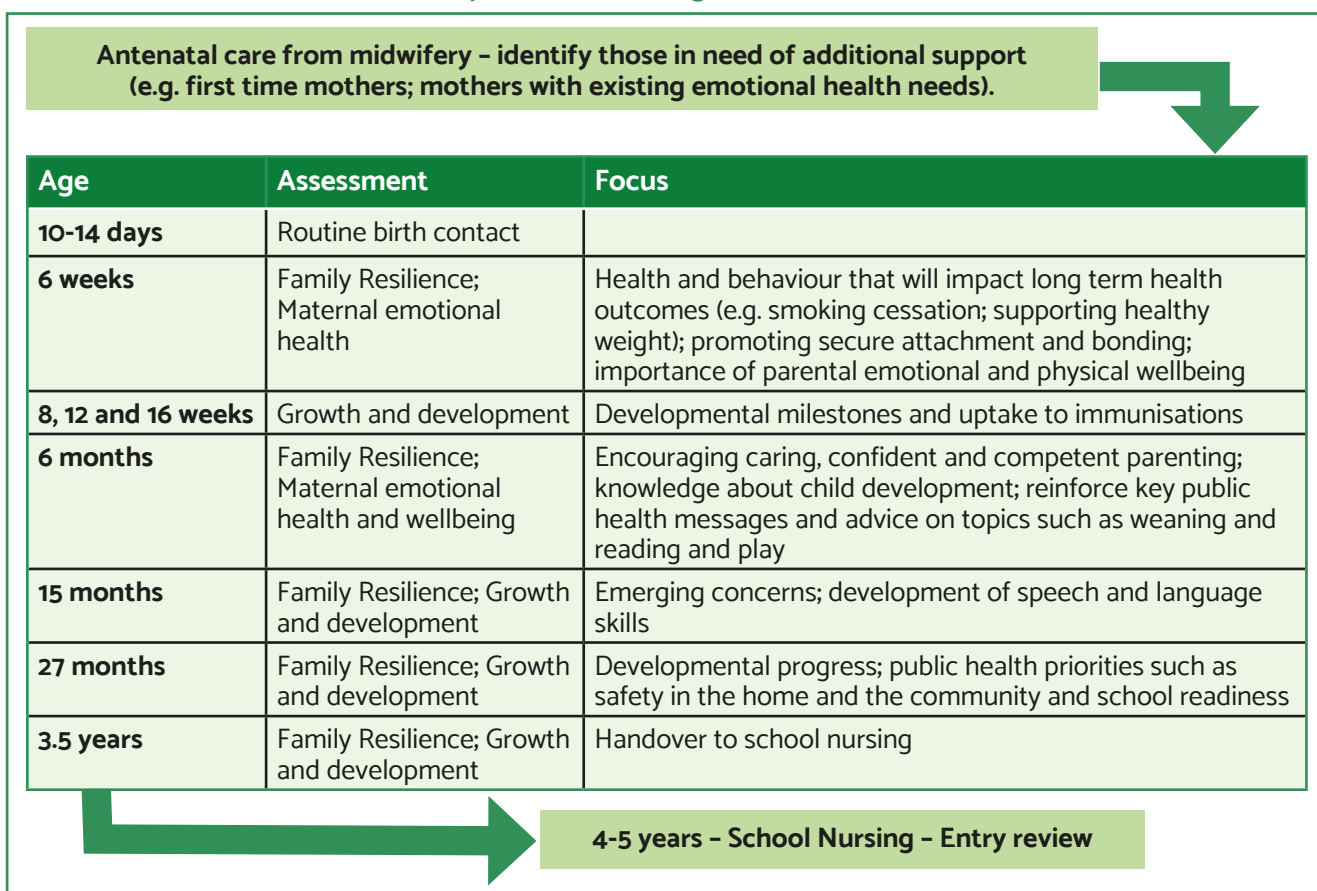 Antenatal care from midwifery – identify those in need of additional support
(e.g. first time mothers; mothers with existing emotional health needs).
Age Assessment Focus
10-14 days Routine birth contact
6 weeks Family Resilience; Health and behaviour that will impact long term health
Maternal emotional outcomes (e.g. smoking cessation; supporting healthy
health weight); promoting secure attachment and bonding;
importance of parental emotional and physical wellbeing
8, 12 and 16 weeks Growth and development Developmental milestones and uptake to immunisations
6 months Family Resilience; Encouraging caring, confident and competent parenting;
Maternal emotional knowledge about child development; reinforce key public
health and wellbeing health messages and advice on topics such as weaning and
reading and play
15 months Family Resilience; Growth Emerging concerns; development of speech and language
and development skills
27 months Family Resilience; Growth Developmental progress; public health priorities such as
and development safety in the home and the community and school readiness
3.5 years Family Resilience; Growth Handover to school nursing
and development
4-5 years – School Nursing – Entry review